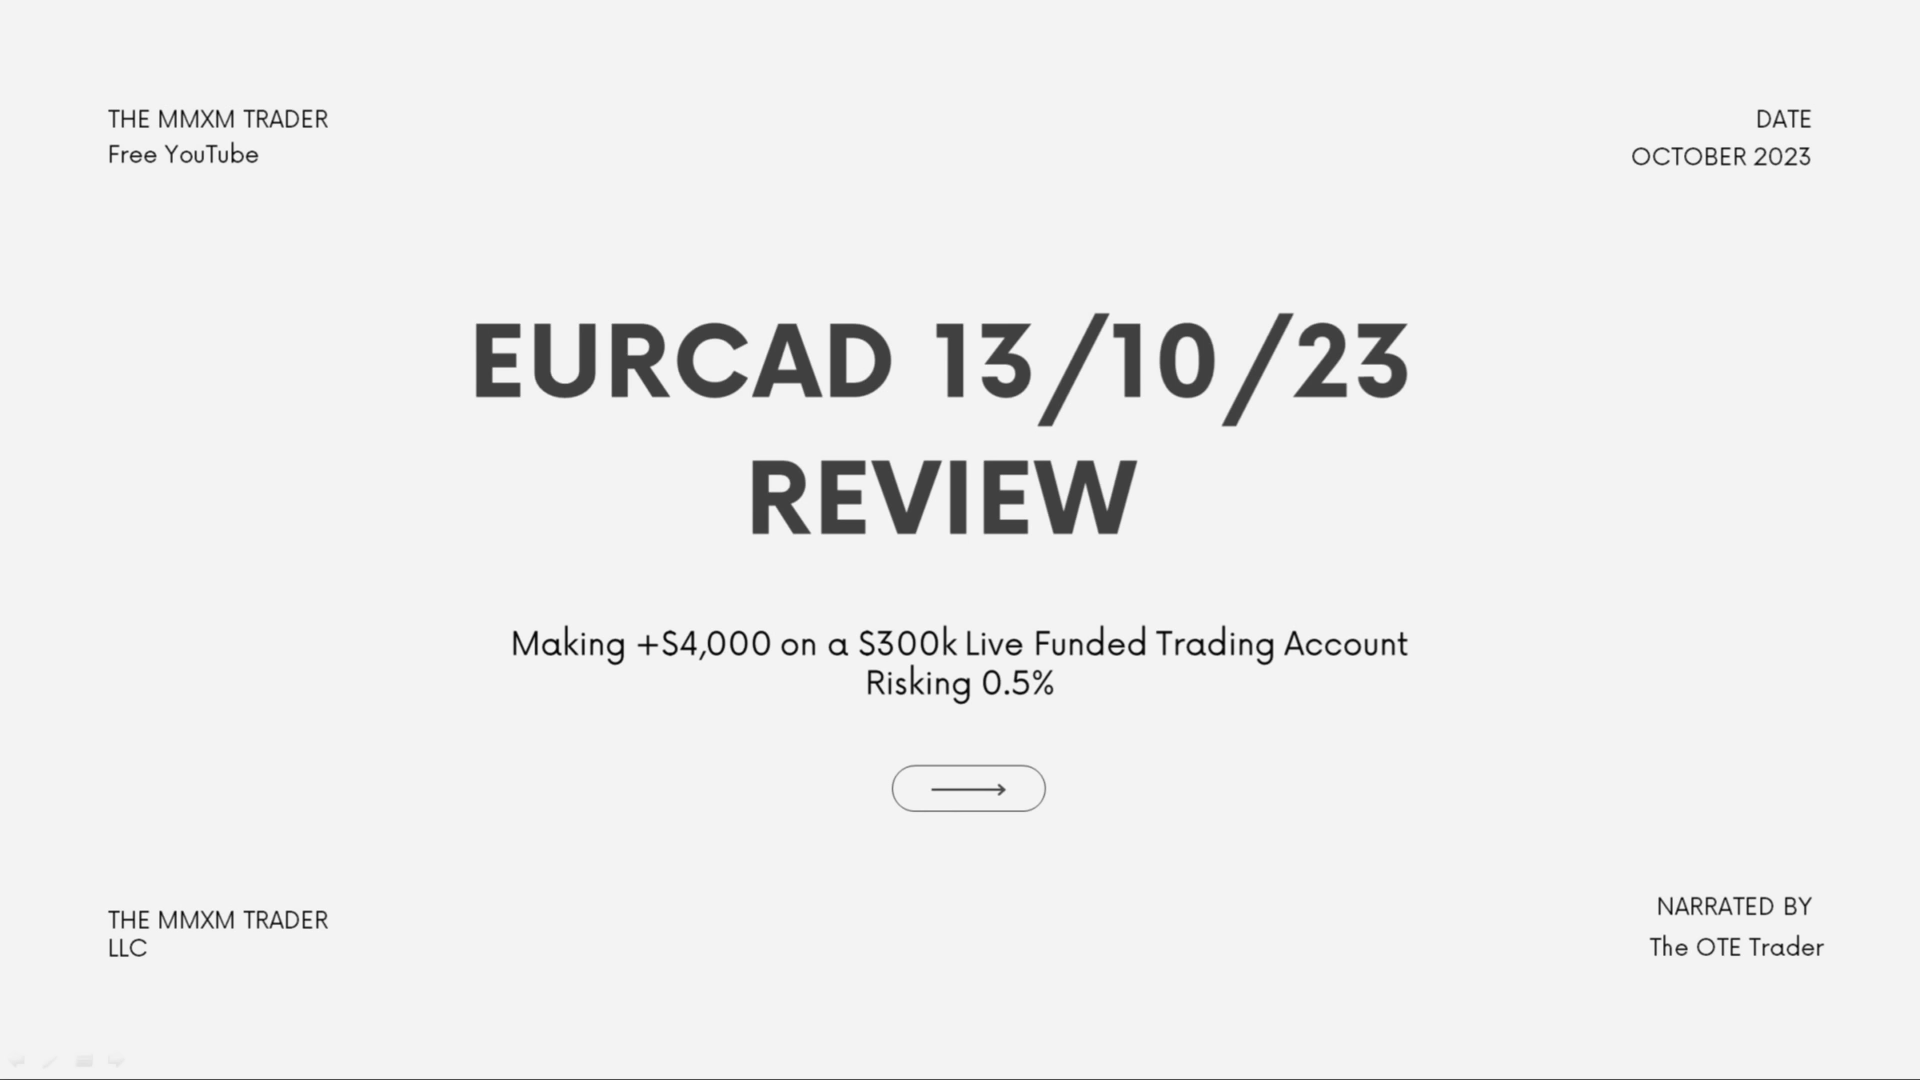 THE MMXM TRADER
Free YouTube
DATE
OCTOBER 2023
EURCAD 13/10/23
REVIEW
Making +$4,000 on a $300k Live Funded Trading Account
Risking 0.5%
THE MMXM TRADER
LLC
NARRATED BY
The OTE Trader